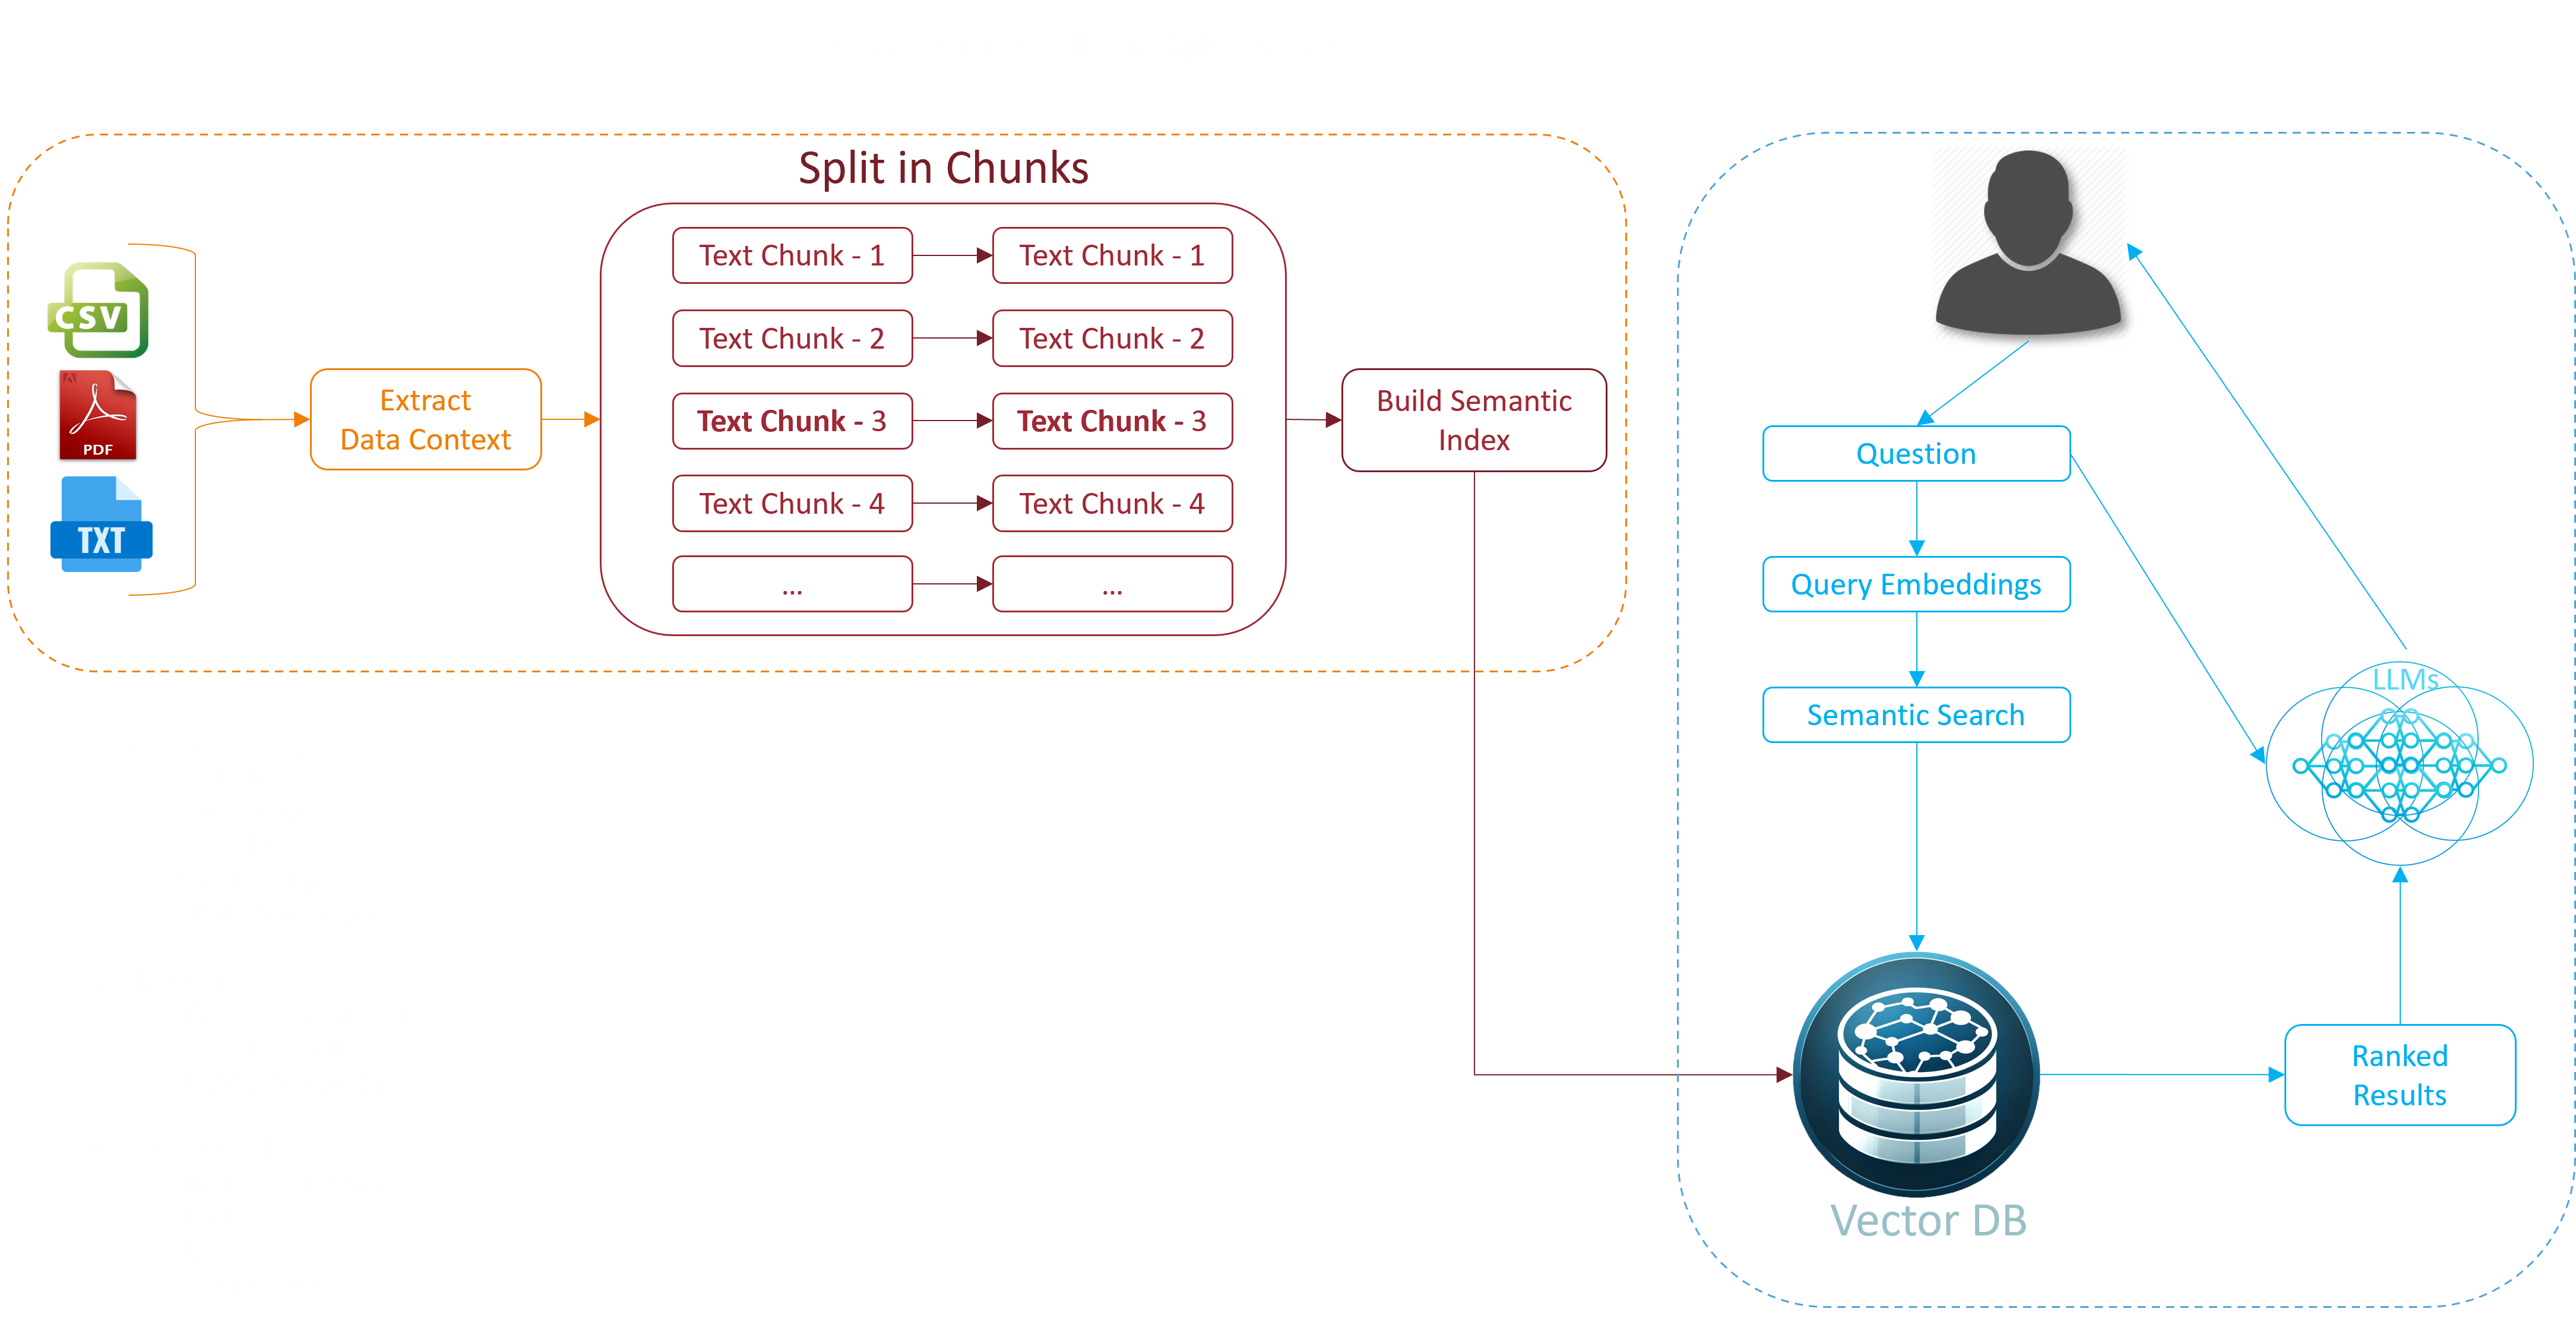 Split in Chunks
CSV
PDF
TXT
Extract
Data Context
Text Chunk - 1
Text Chunk - 1
Text Chunk - 2
Text Chunk - 2
Text Chunk - 3
Text Chunk - 3
Text Chunk - 4
Text Chunk - 4
...
...
Build Semantic
Index
Question
Query Embeddings
Semantic Search
LLMs
Vector DB
Ranked
Results